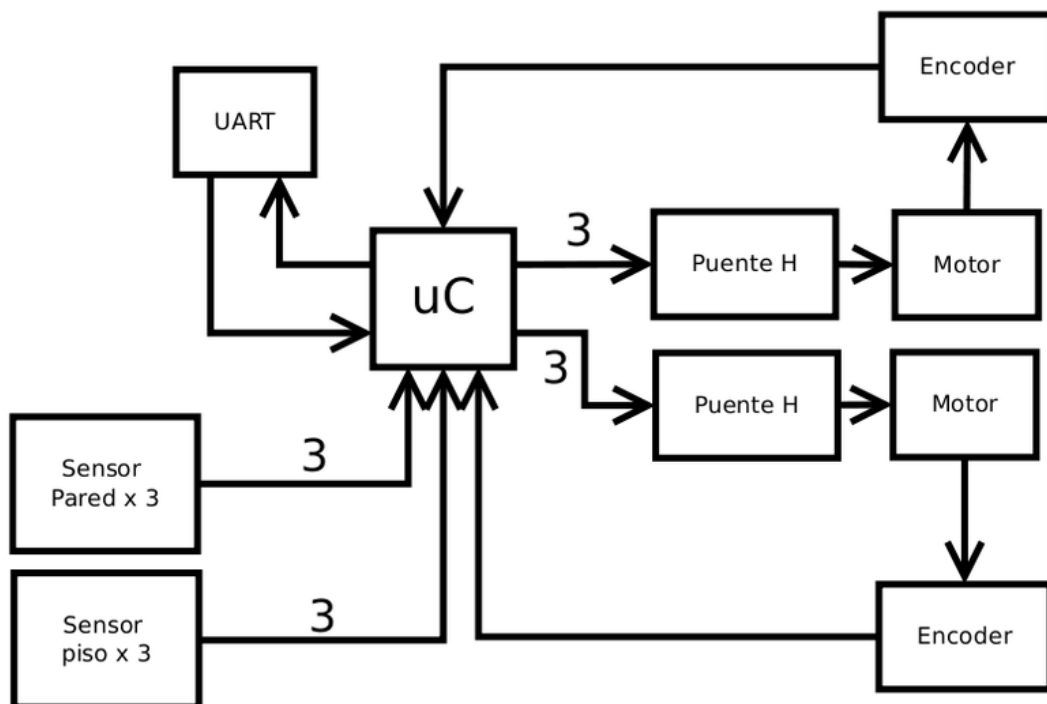 Encoder
UART
3
Puente H
Motor
uC
3
Puente H
Motor
3
Sensor
Pared x 3
3
Sensor
piso x 3
Encoder